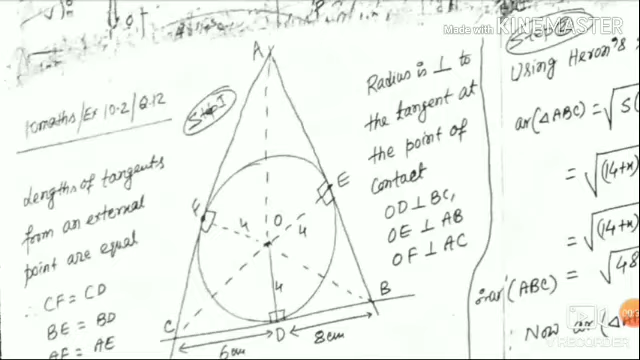 Made with KINEMASTER
10maths/Ex 10.2/Q.12
Step I
Lengths of tangents
from an external
point are equal
∴ CF = CD
BE = BD
AF = AE
A
E
F
O
4
4
4
C
D
B
6cm
8cm
Radius is ⊥ to
the tangent at
the point of
contact
OD ⊥ BC,
OE ⊥ AB
OF ⊥ AC
Step
Using Heron's
ar(△ABC) = √S(
= √(14+x)
= √(14+x)
ar(ABC) = √48
Now ar(△A
RECORDER